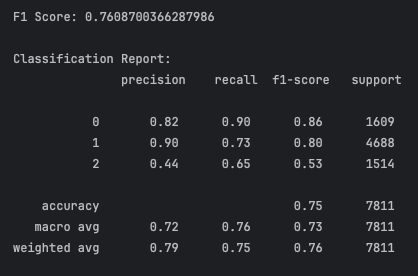 F1 Score: 0.7608700366287986
Classification Report:
precision recall f1-score support
0 0.82 0.90 0.86 1609
1 0.90 0.73 0.80 4688
2 0.44 0.65 0.53 1514
accuracy 0.75 7811
macro avg 0.72 0.76 0.73 7811
weighted avg 0.79 0.75 0.76 7811